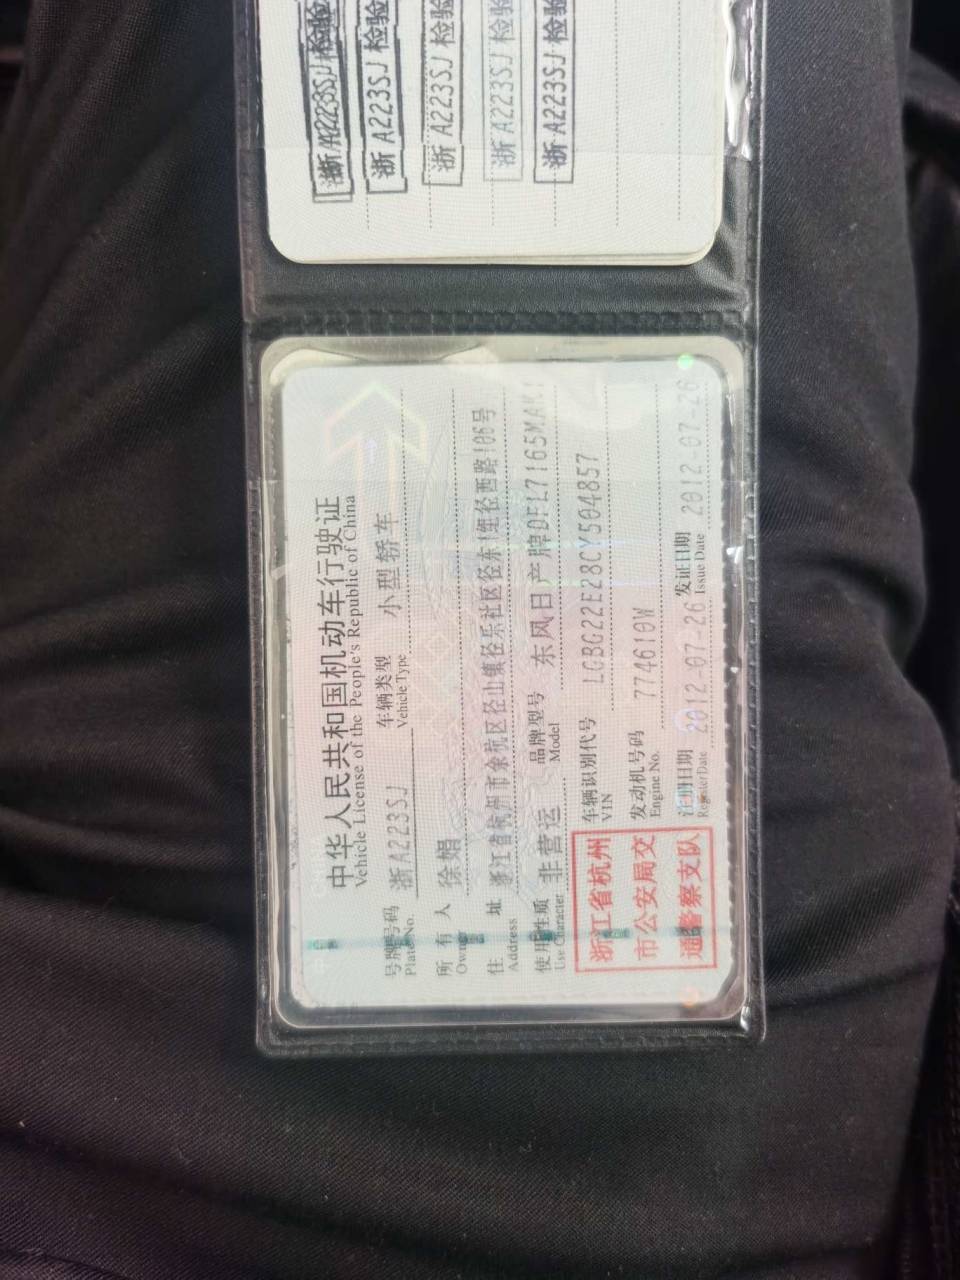 浙A223SJ 检验
浙A223SJ 检验
浙A223SJ 检验
浙A223SJ 检验
浙A223SJ 检验
中华人民共和国机动车行驶证
Vehicle License of the People's Republic of China
号牌号码 浙A223SJ 车辆类型 小型轿车
Plate No. Vehicle Type
所有人 徐娟
Owner
住址 浙江省杭州市余杭区径山镇径乐社区径东1组径西路106号
Address
使用性质 非营运 品牌型号 东风日产牌DFL7165MAK1
Use Character Model
车辆识别代号 LGBG22E28CY504857
VIN
发动机号码 774610W
Engine No.
注册日期 2012-07-26 发证日期 2012-07-26
Register Date Issue Date
浙江省杭州
市公安局交
通警察支队